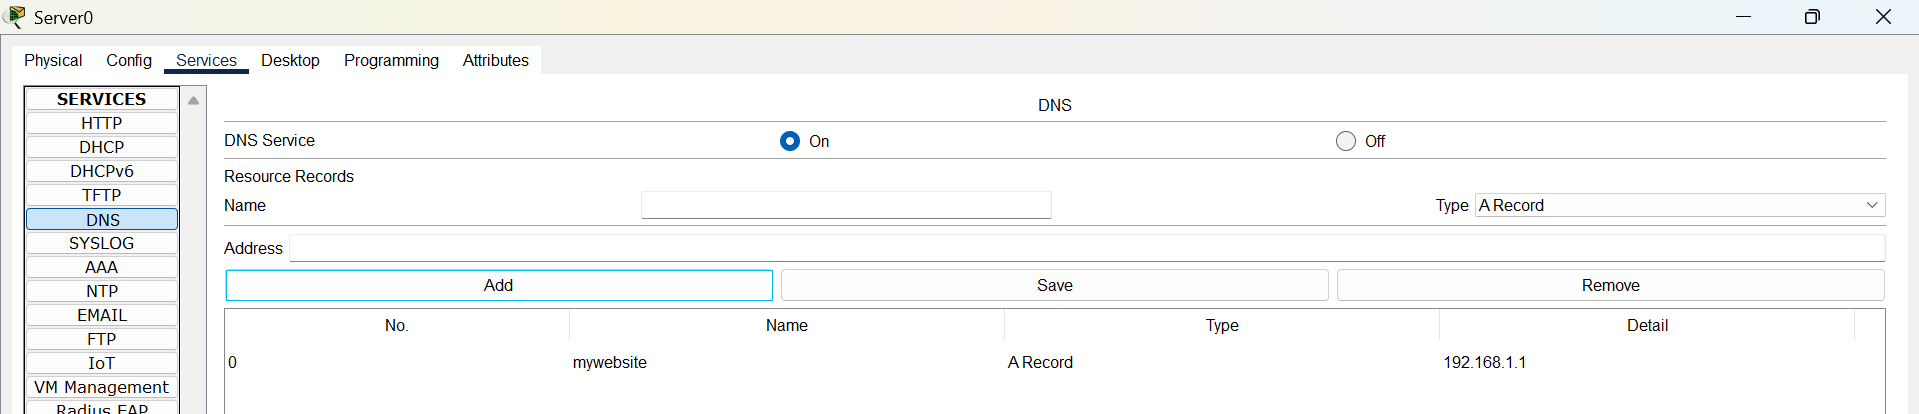 Server0
Physical Config Services Desktop Programming Attributes
SERVICES
HTTP
DHCP
DHCPv6
TFTP
DNS
SYSLOG
AAA
NTP
EMAIL
FTP
IoT
VM Management
Radius EAP
DNS
DNS Service On Off
Resource Records
Name Type A Record
Address
Add Save Remove
No. Name Type Detail
0 mywebsite A Record 192.168.1.1